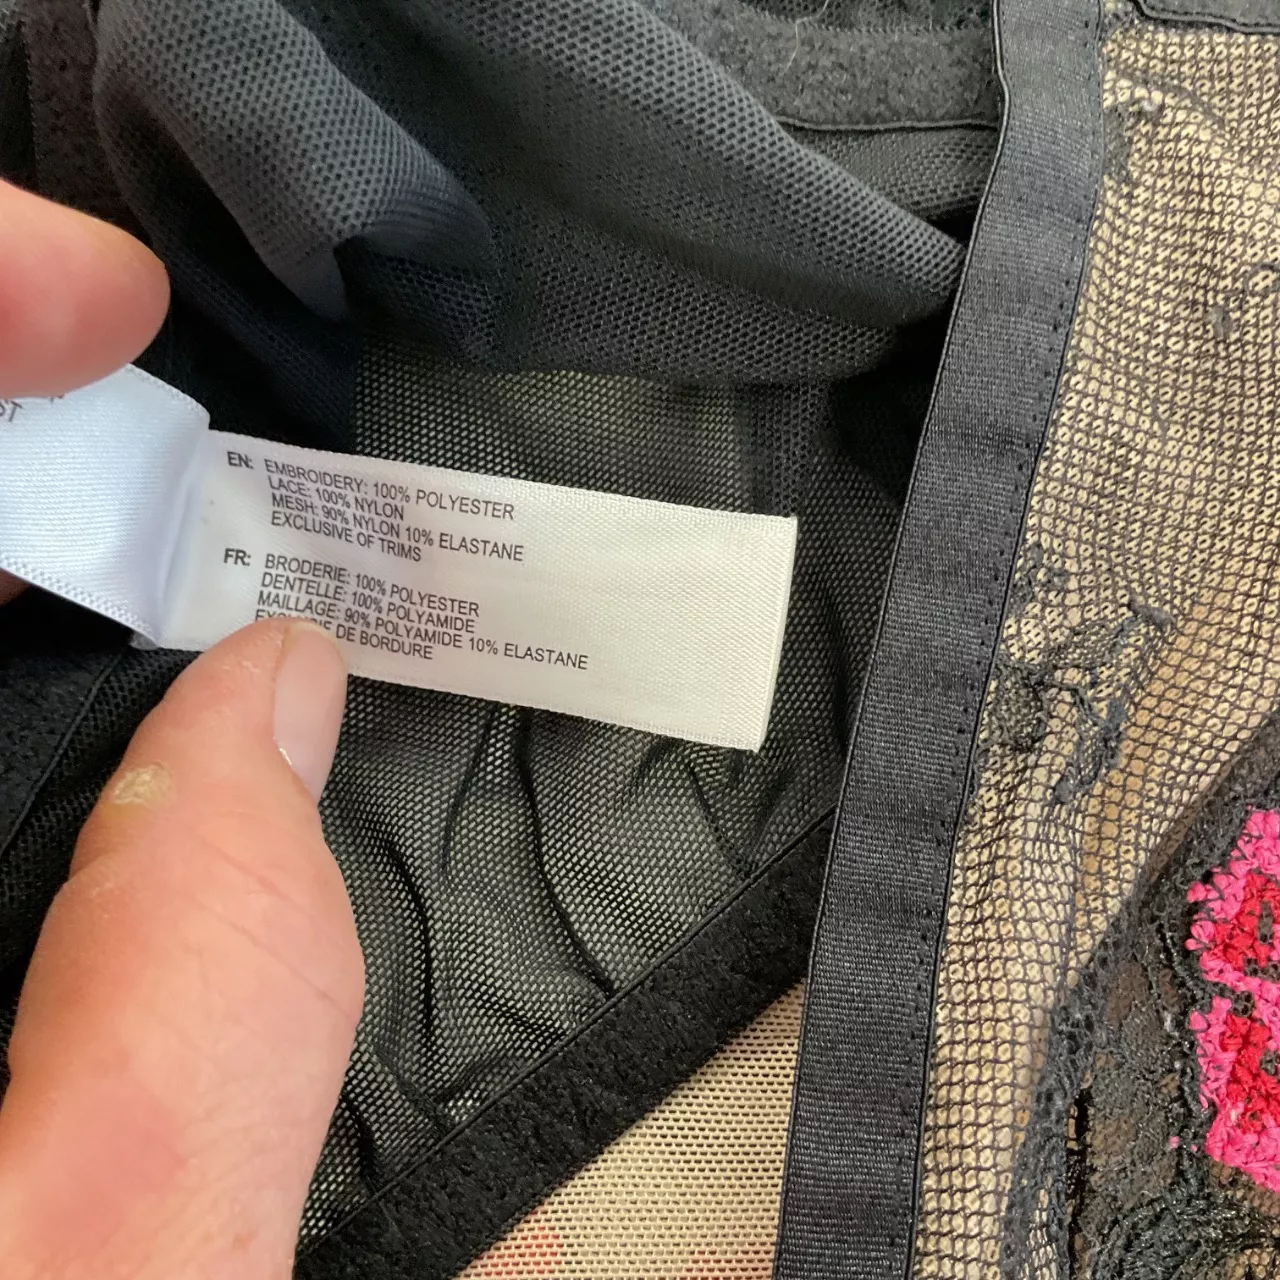 ST
EN: EMBROIDERY: 100% POLYESTER
LACE: 100% NYLON
MESH: 90% NYLON 10% ELASTANE
EXCLUSIVE OF TRIMS
FR: BRODERIE: 100% POLYESTER
DENTELLE: 100% POLYAMIDE
MAILLAGE: 90% POLYAMIDE 10% ELASTANE
DE BORDURE